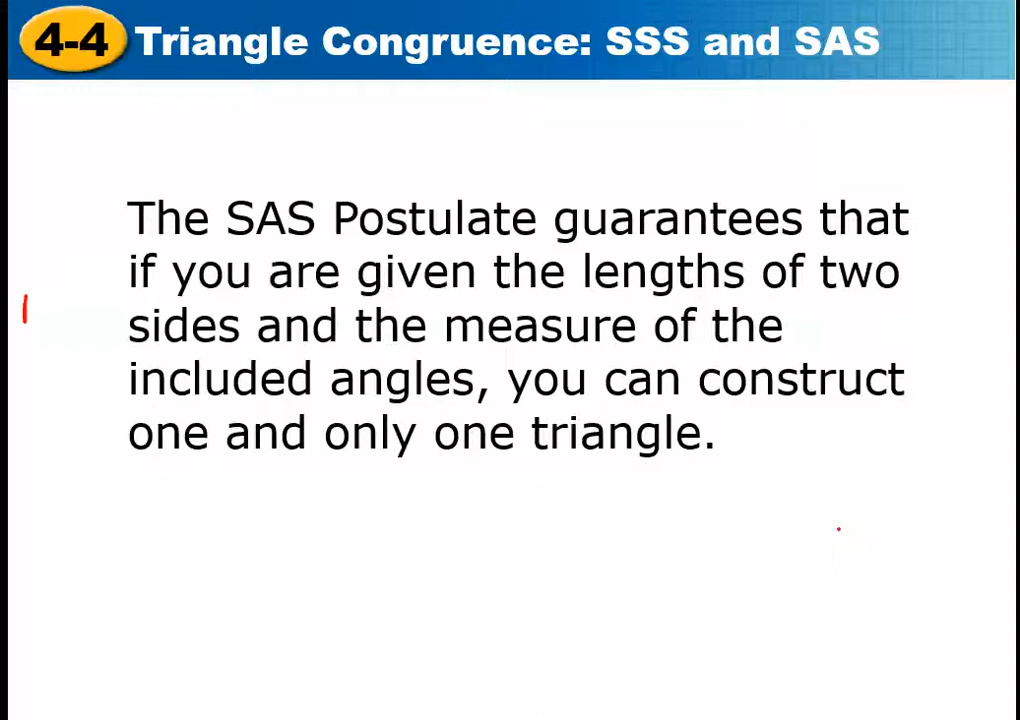 4-4 Triangle Congruence: SSS and SAS
The SAS Postulate guarantees that
if you are given the lengths of two
sides and the measure of the
included angles, you can construct
one and only one triangle.